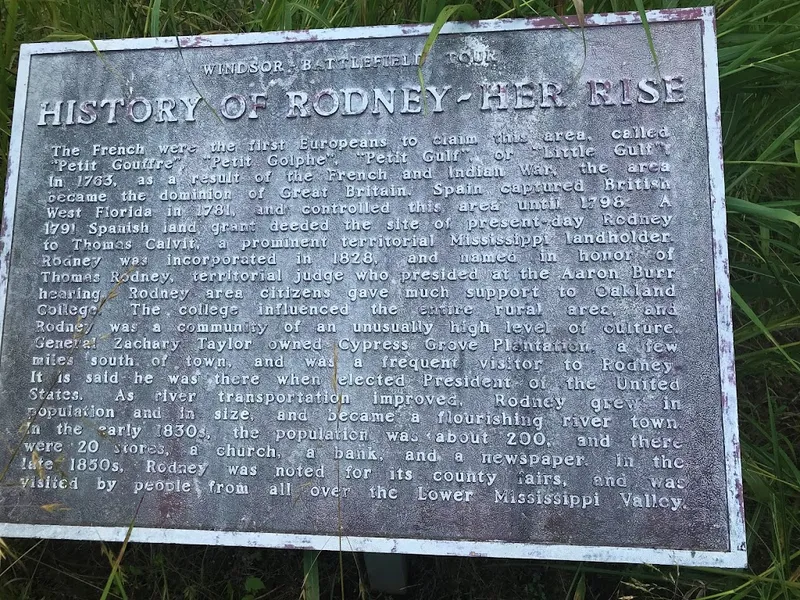 WINDSOR-BATTLEFIELD TOUR
HISTORY OF RODNEY-HER RISE
The French were the first Europeans to claim this area, called
"Petit Gouffre", "Petit Golphe", "Petit Gulf", or "Little Gulf".
In 1763, as a result of the French and Indian War, the area
became the dominion of Great Britain. Spain captured British
West Florida in 1781, and controlled this area until 1798. A
1791 Spanish land grant deeded the site of present-day Rodney
to Thomas Calvit, a prominent territorial Mississippi landholder.
Rodney was incorporated in 1828, and named in honor of
Thomas Rodney, territorial judge who presided at the Aaron Burr
hearing. Rodney area citizens gave much support to Oakland
College. The college influenced the entire rural area, and
Rodney was a community of an unusually high level of culture.
General Zachary Taylor owned Cypress Grove Plantation, a few
miles south of town, and was a frequent visitor to Rodney.
It is said he was there when elected President of the United
States. As river transportation improved, Rodney grew in
population and in size, and became a flourishing river town.
In the early 1830s, the population was about 200, and there
were 20 stores, a church, a bank, and a newspaper. In the
late 1850s, Rodney was noted for its county fairs, and was
visited by people from all over the Lower Mississippi Valley.